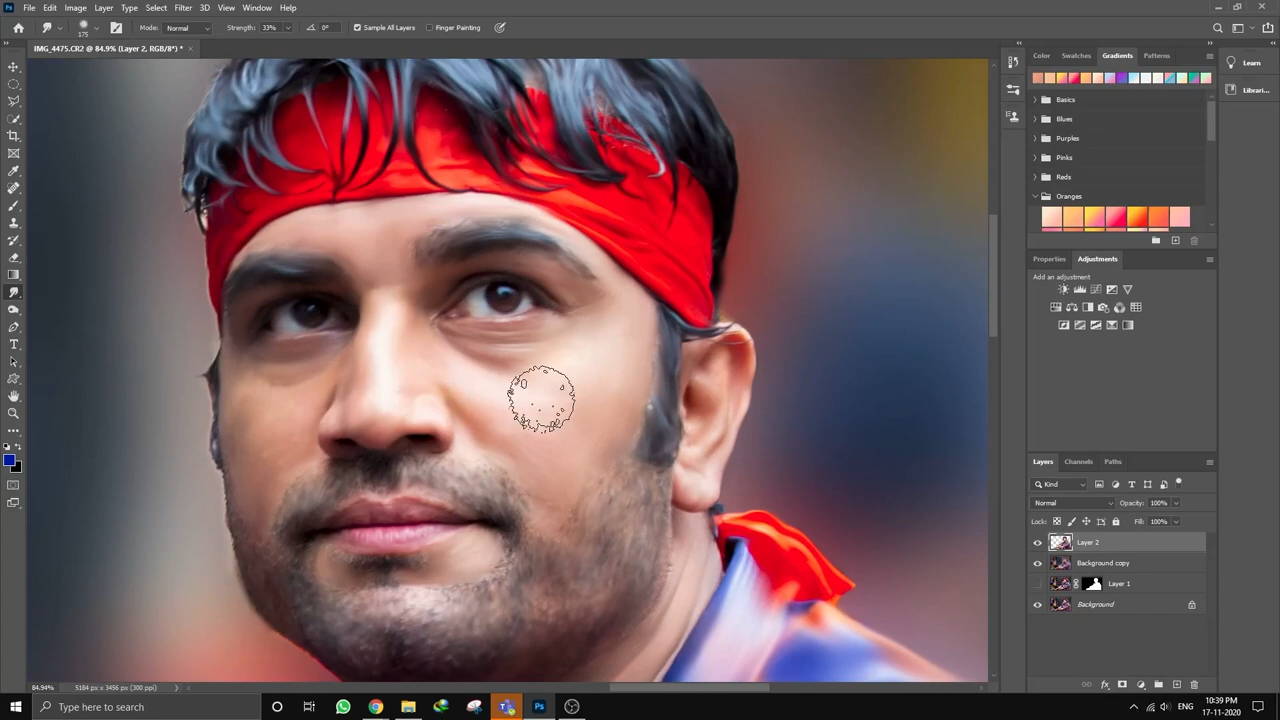 File Edit Image Layer Type Select Filter 3D View Window Help
175 Mode: Normal Strength: 33% 0° Sample All Layers Finger Painting
IMG_4475.CR2 @ 84.9% (Layer 2, RGB/8*) * ×
Color Swatches Gradients Patterns
Learn
Librari...
Basics
Blues
Purples
Pinks
Reds
Oranges
Properties Adjustments
Add an adjustment
Layers Channels Paths
Kind
Normal Opacity: 100%
Lock: Fill: 100%
Layer 2
Background copy
Layer 1
Background
84.94% 5184 px x 3456 px (300 ppi)
Type here to search
ENG
10:39 PM
17-11-2020